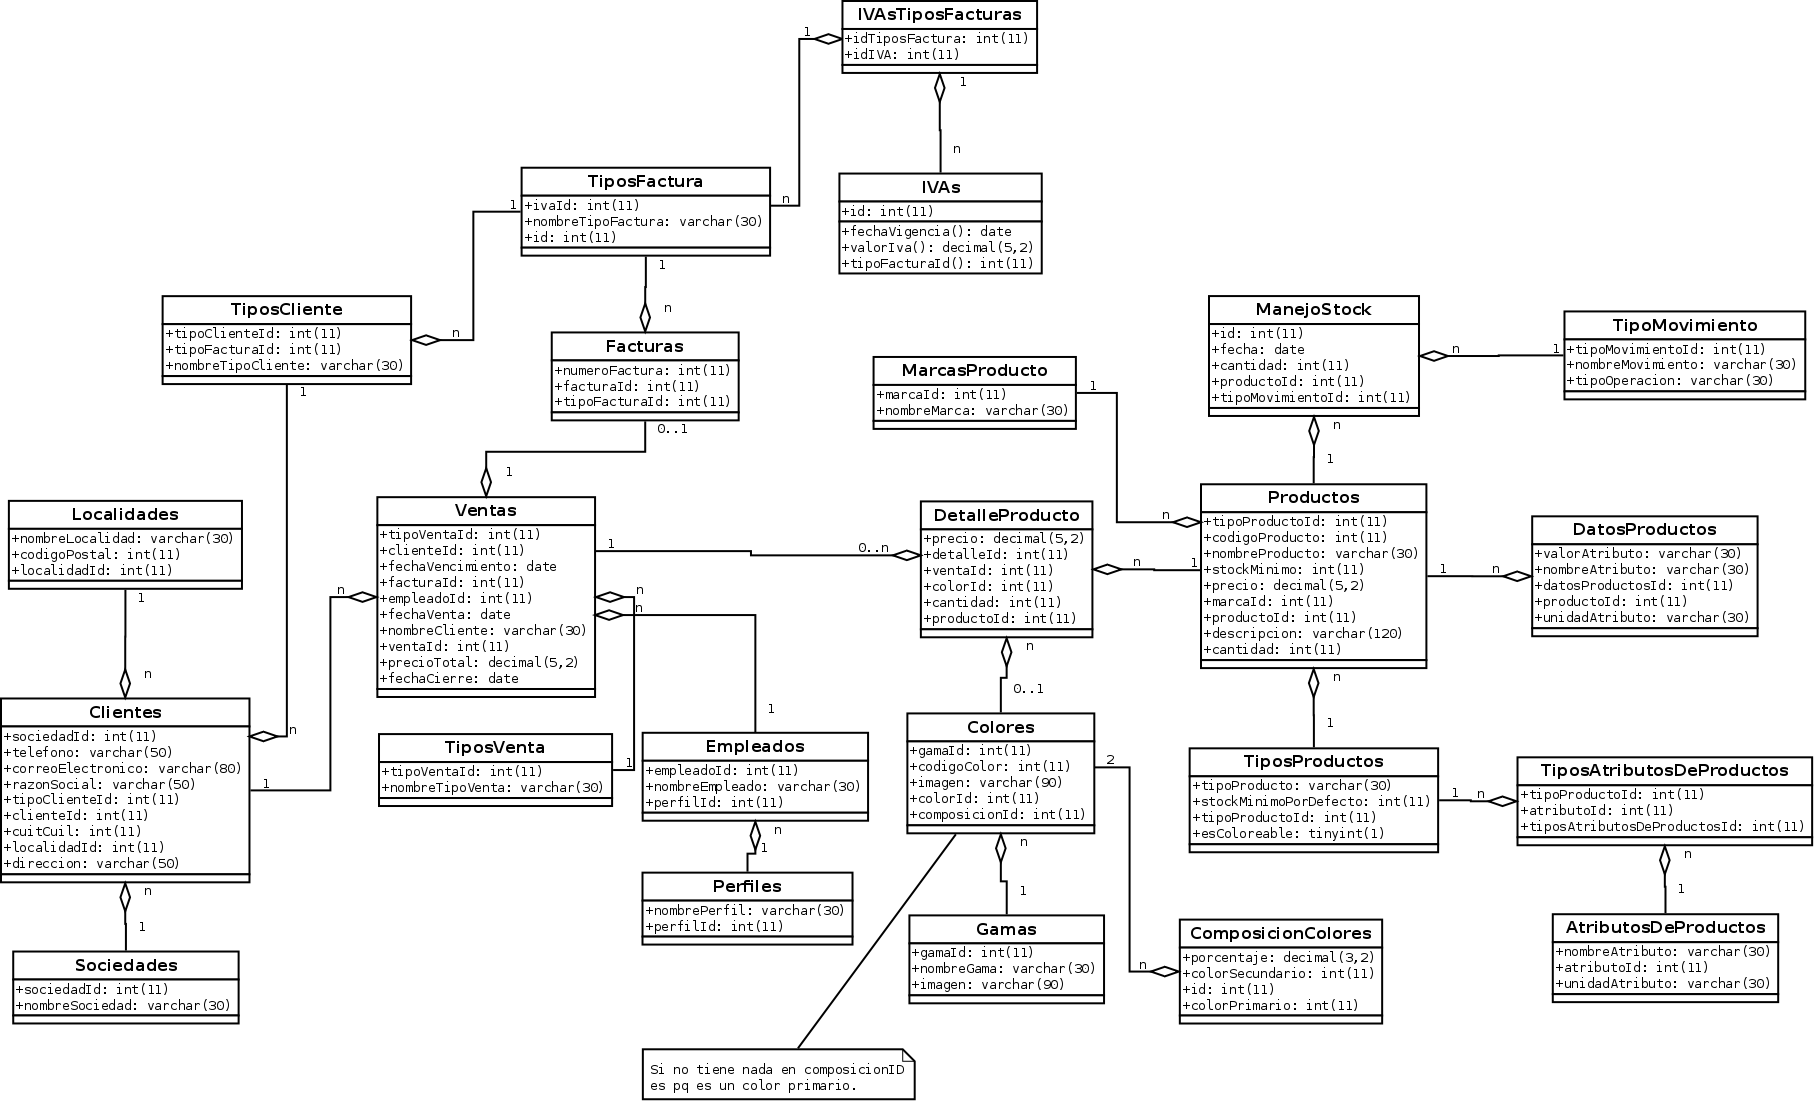 IVAsTiposFacturas
+idTiposFactura: int(11)
+idIVA: int(11)
1
1
n
IVAs
+id: int(11)
+fechaVigencia(): date
+valorIva(): decimal(5,2)
+tipoFacturaId(): int(11)
TiposFactura
+ivaId: int(11)
+nombreTipoFactura: varchar(30)
+id: int(11)
1
n
1
n
TiposCliente
+tipoClienteId: int(11)
+tipoFacturaId: int(11)
+nombreTipoCliente: varchar(30)
n
1
Facturas
+numeroFactura: int(11)
+facturaId: int(11)
+tipoFacturaId: int(11)
0..1
1
MarcasProducto
+marcaId: int(11)
+nombreMarca: varchar(30)
1
n
ManejoStock
+id: int(11)
+fecha: date
+cantidad: int(11)
+productoId: int(11)
+tipoMovimientoId: int(11)
n
1
n
1
TipoMovimiento
+tipoMovimientoId: int(11)
+nombreMovimiento: varchar(30)
+tipoOperacion: varchar(30)
Localidades
+nombreLocalidad: varchar(30)
+codigoPostal: int(11)
+localidadId: int(11)
1
n
Ventas
+tipoVentaId: int(11)
+clienteId: int(11)
+fechaVencimiento: date
+facturaId: int(11)
+empleadoId: int(11)
+fechaVenta: date
+nombreCliente: varchar(30)
+ventaId: int(11)
+precioTotal: decimal(5,2)
+fechaCierre: date
n
1
0..n
n
n
DetalleProducto
+precio: decimal(5,2)
+detalleId: int(11)
+ventaId: int(11)
+colorId: int(11)
+cantidad: int(11)
+productoId: int(11)
n
1
n
0..1
Productos
+tipoProductoId: int(11)
+codigoProducto: int(11)
+nombreProducto: varchar(30)
+stockMinimo: int(11)
+precio: decimal(5,2)
+marcaId: int(11)
+productoId: int(11)
+descripcion: varchar(120)
+cantidad: int(11)
1
n
n
1
DatosProductos
+valorAtributo: varchar(30)
+nombreAtributo: varchar(30)
+datosProductosId: int(11)
+productoId: int(11)
+unidadAtributo: varchar(30)
Clientes
+sociedadId: int(11)
+telefono: varchar(50)
+correoElectronico: varchar(80)
+razonSocial: varchar(50)
+tipoClienteId: int(11)
+clienteId: int(11)
+cuitCuil: int(11)
+localidadId: int(11)
+direccion: varchar(50)
n
1
n
1
TiposVenta
+tipoVentaId: int(11)
+nombreTipoVenta: varchar(30)
1
1
Empleados
+empleadoId: int(11)
+nombreEmpleado: varchar(30)
+perfilId: int(11)
n
1
Perfiles
+nombrePerfil: varchar(30)
+perfilId: int(11)
Colores
+gamaId: int(11)
+codigoColor: int(11)
+imagen: varchar(90)
+colorId: int(11)
+composicionId: int(11)
2
n
1
n
Gamas
+gamaId: int(11)
+nombreGama: varchar(30)
+imagen: varchar(90)
ComposicionColores
+porcentaje: decimal(3,2)
+colorSecundario: int(11)
+id: int(11)
+colorPrimario: int(11)
TiposProductos
+tipoProducto: varchar(30)
+stockMinimoPorDefecto: int(11)
+tipoProductoId: int(11)
+esColoreable: tinyint(1)
1
n
TiposAtributosDeProductos
+tipoProductoId: int(11)
+atributoId: int(11)
+tiposAtributosDeProductosId: int(11)
n
1
AtributosDeProductos
+nombreAtributo: varchar(30)
+atributoId: int(11)
+unidadAtributo: varchar(30)
Sociedades
+sociedadId: int(11)
+nombreSociedad: varchar(30)
Si no tiene nada en composicionID
es pq es un color primario.